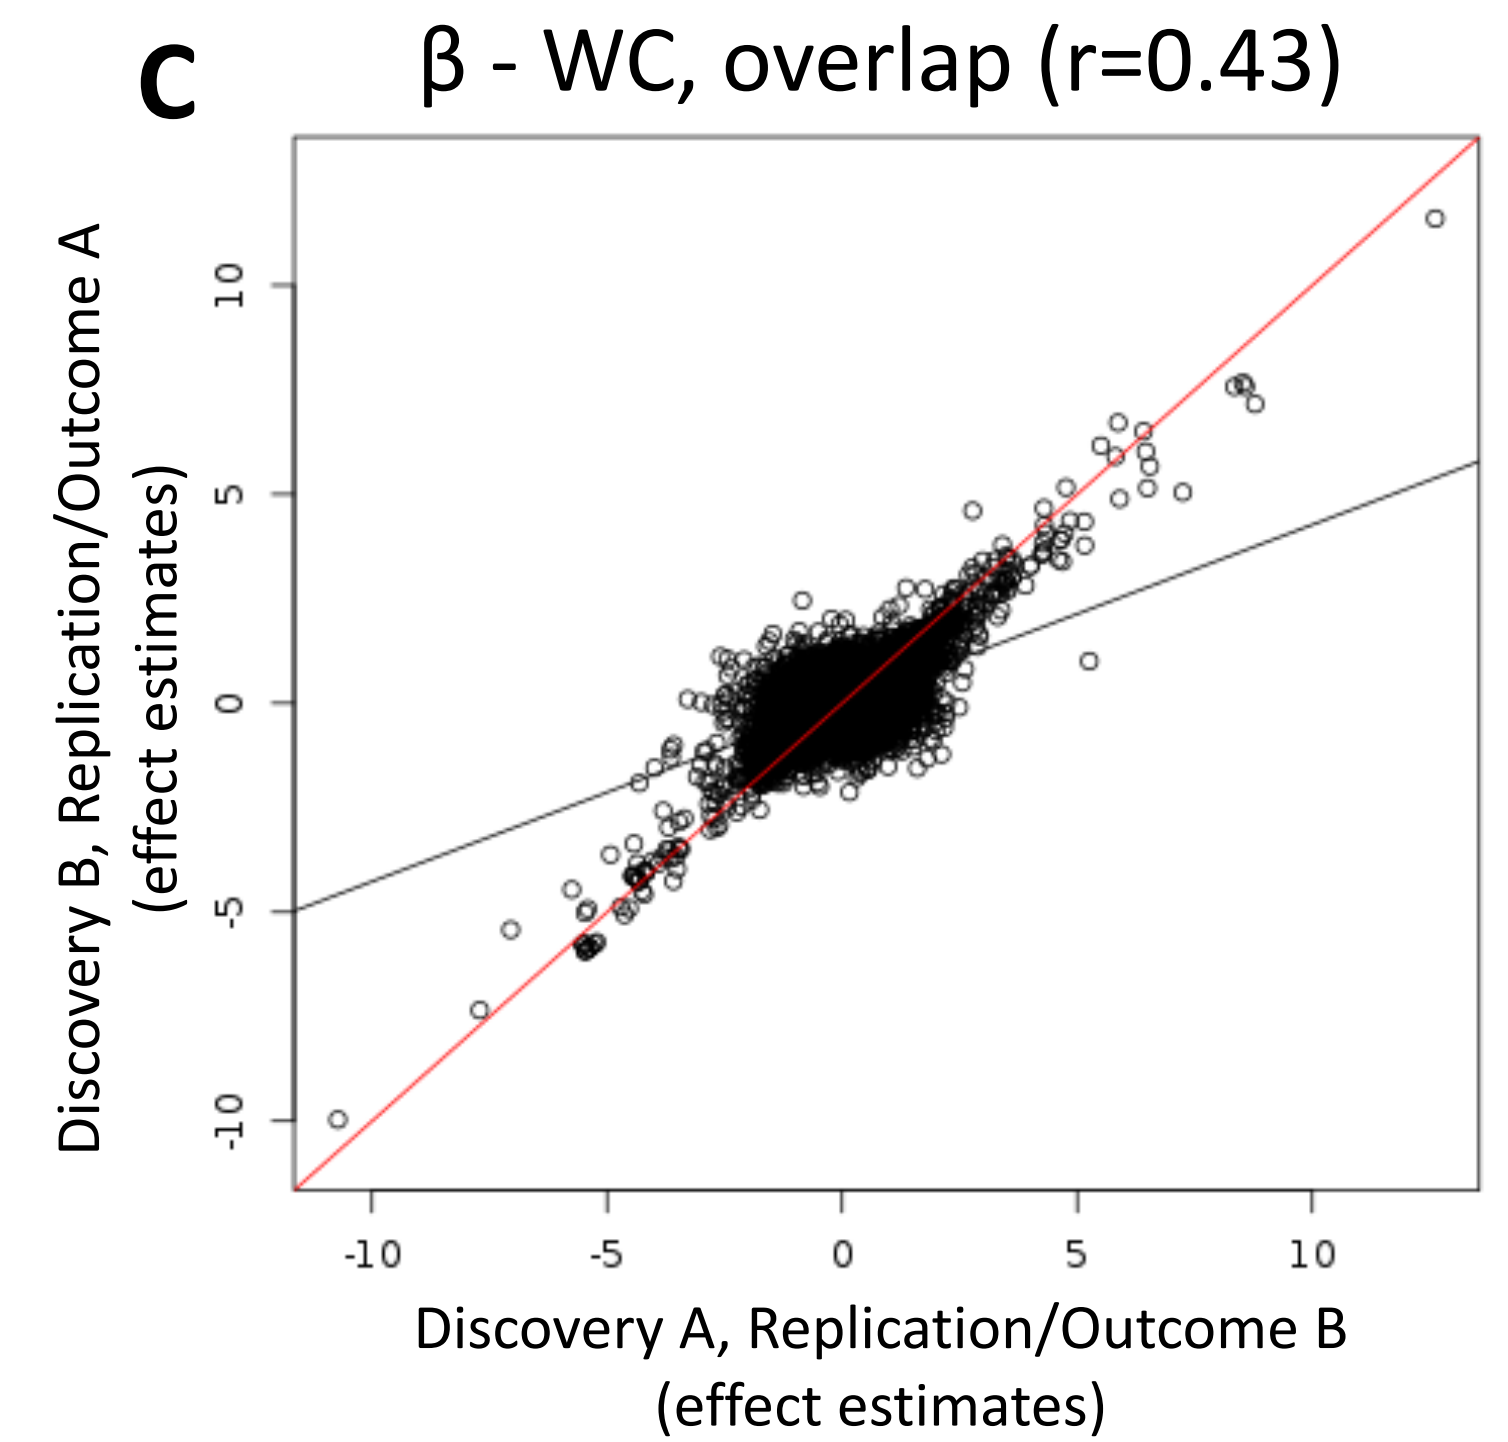 C
β - WC, overlap (r=0.43)
Discovery B, Replication/Outcome A
(effect estimates)
10
5
0
-5
-10
-10 -5 0 5 10
Discovery A, Replication/Outcome B
(effect estimates)